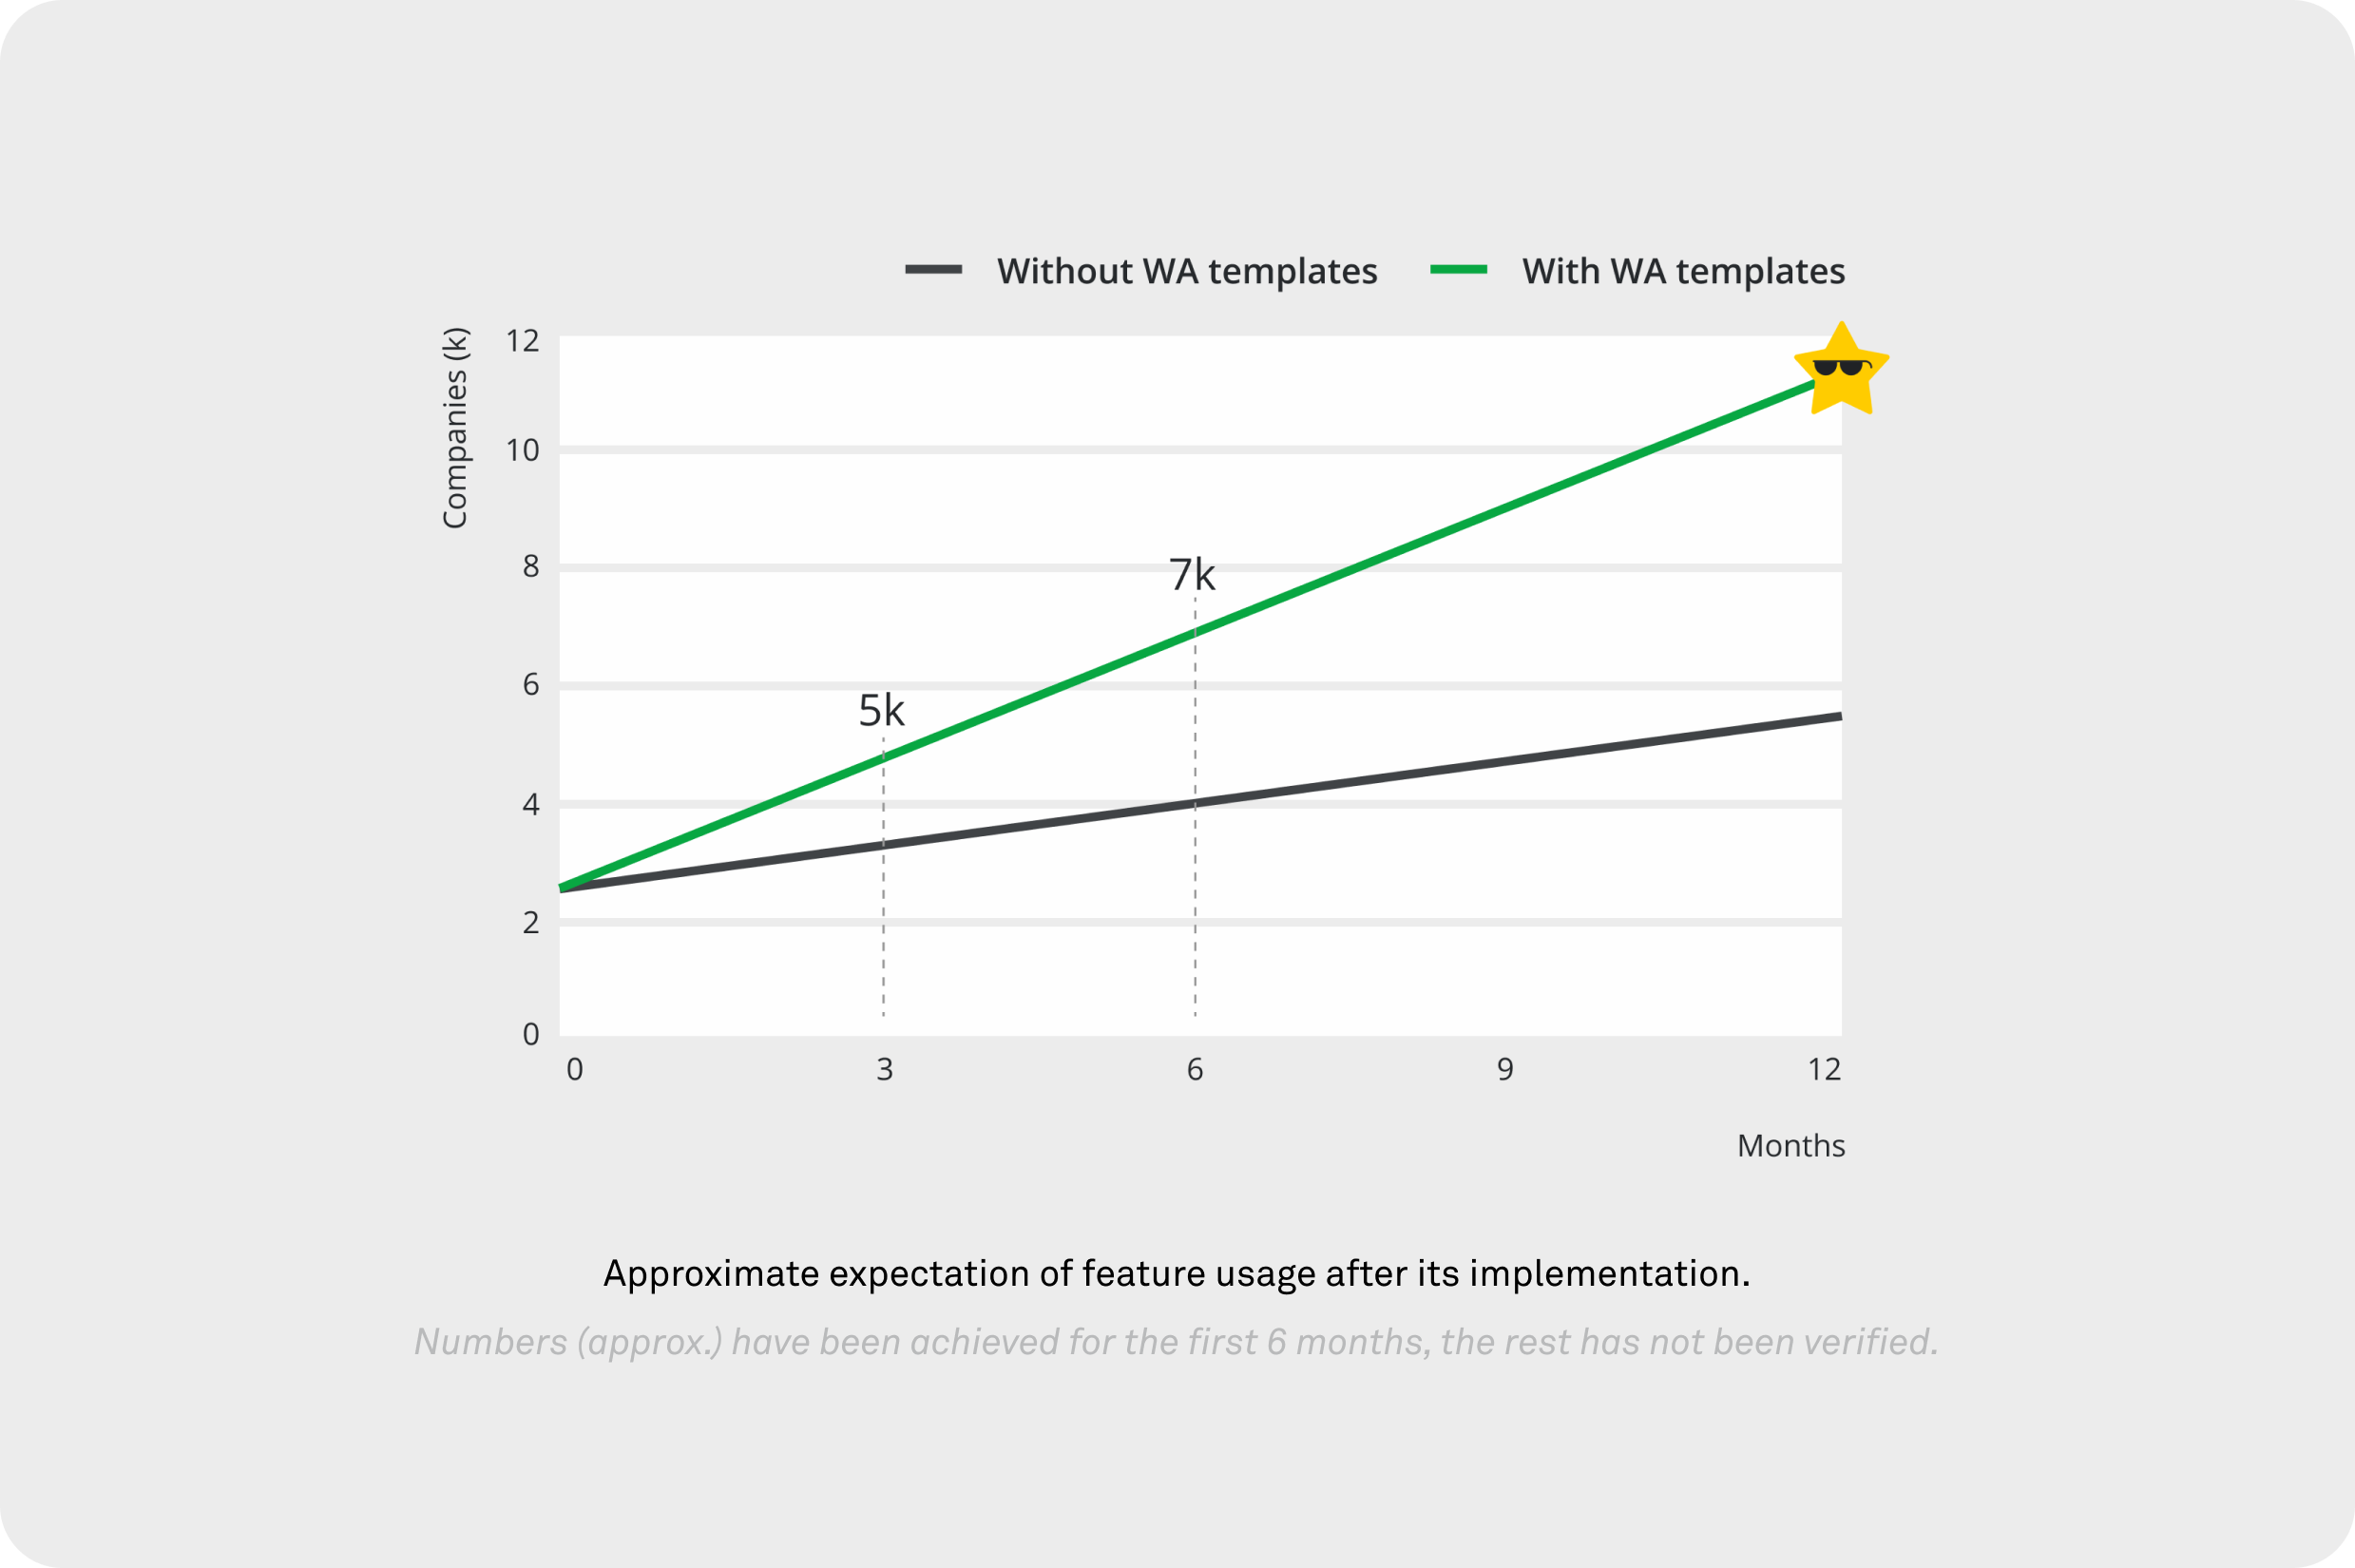 Without WA templates
With WA templates
Companies (k)
12
10
8
6
4
2
0
7k
5k
0
3
6
9
12
Months
Approximate expectation of feature usage after its implementation.
Numbers (approx.) have been achieved for the first 6 months, the rest has not been verified.